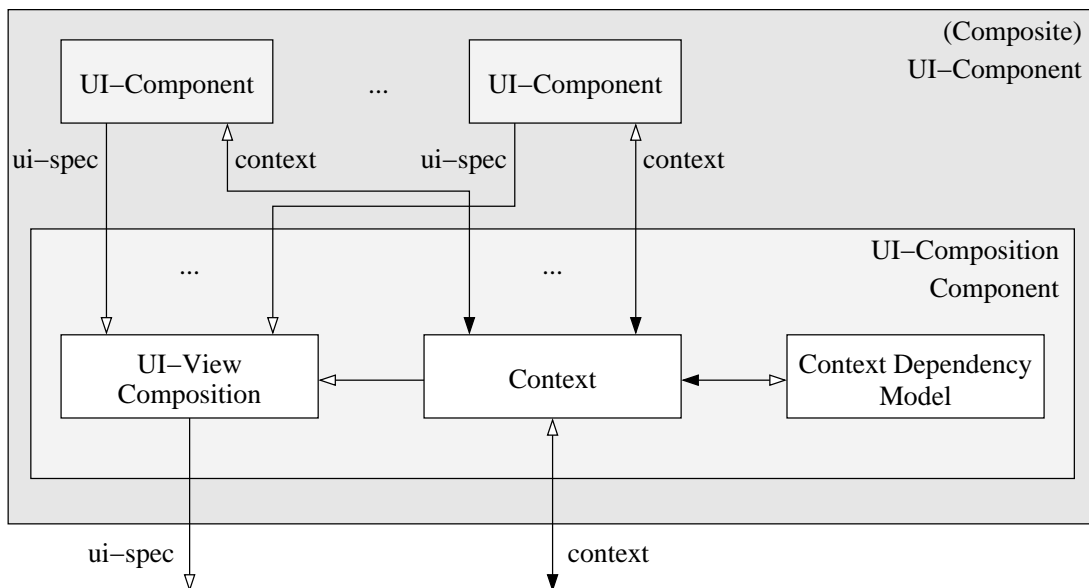 (Composite)
UI–Component
UI–Component
...
UI–Component
ui–spec
context
ui–spec
context
UI–Composition
Component
...
...
UI–View
Composition
Context
Context Dependency
Model
ui–spec
context